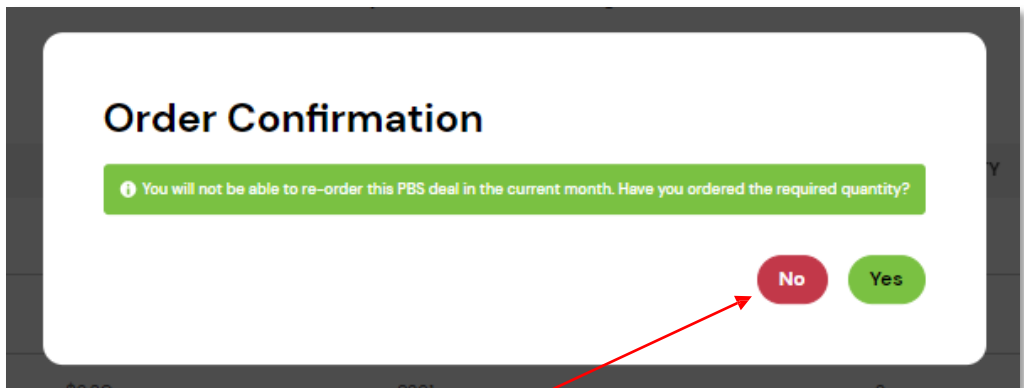 Order Confirmation
You will not be able to re-order this PBS deal in the current month. Have you ordered the required quantity?
No
Yes